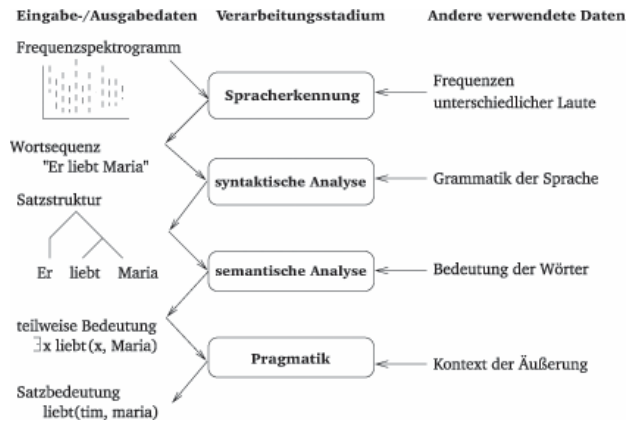 Eingabe-/Ausgabedaten Verarbeitungsstadium Andere verwendete Daten
Frequenzspektrogramm
Spracherkennung
Frequenzen
unterschiedlicher Laute
Wortsequenz
"Er liebt Maria"
syntaktische Analyse
Grammatik der Sprache
Satzstruktur
Er liebt Maria
semantische Analyse
Bedeutung der Wörter
teilweise Bedeutung
∃x liebt(x, Maria)
Pragmatik
Kontext der Äußerung
Satzbedeutung
liebt(tim, maria)